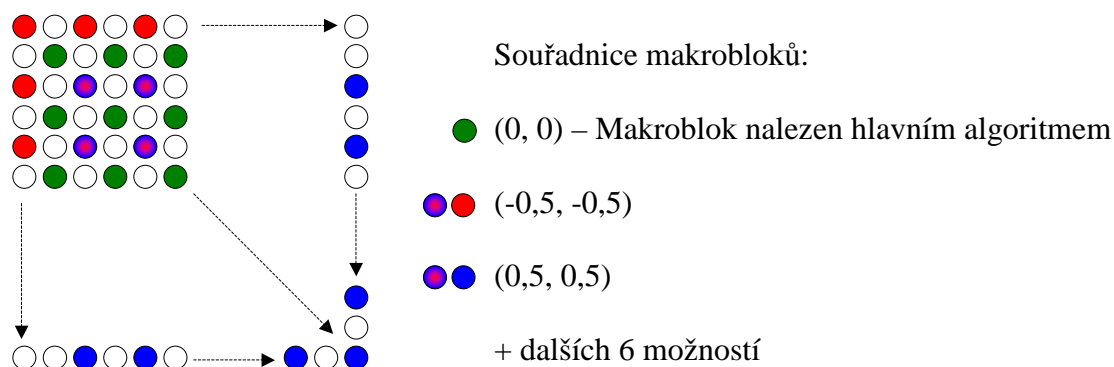 Souřadnice makrobloků:
(0, 0) – Makroblok nalezen hlavním algoritmem
(-0,5, -0,5)
(0,5, 0,5)
+ dalších 6 možností